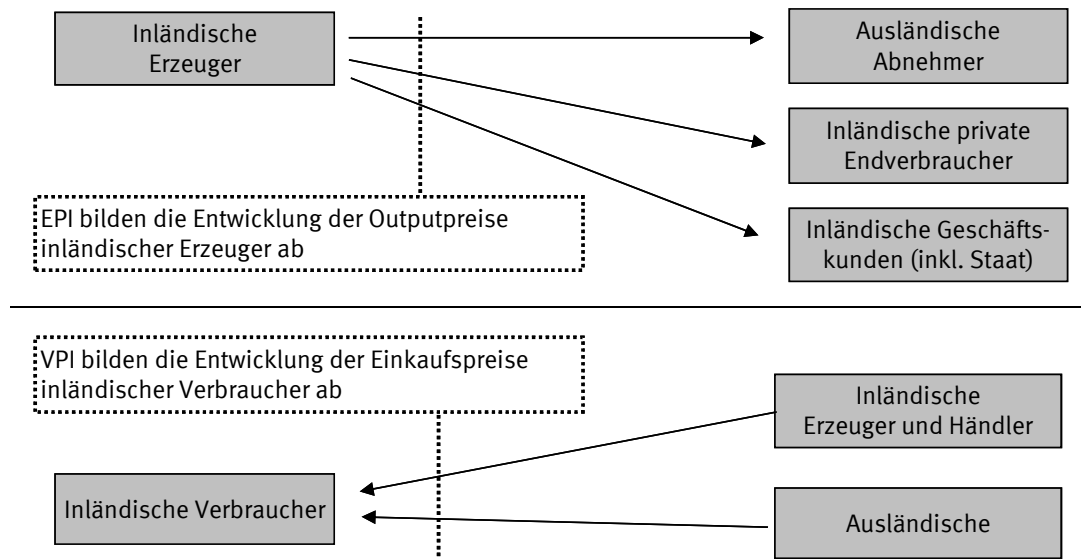 Inländische
Erzeuger
Ausländische
Abnehmer
Inländische private
Endverbraucher
EPI bilden die Entwicklung der Outputpreise
inländischer Erzeuger ab
Inländische Geschäfts-
kunden (inkl. Staat)
VPI bilden die Entwicklung der Einkaufspreise
inländischer Verbraucher ab
Inländische
Erzeuger und Händler
Inländische Verbraucher
Ausländische